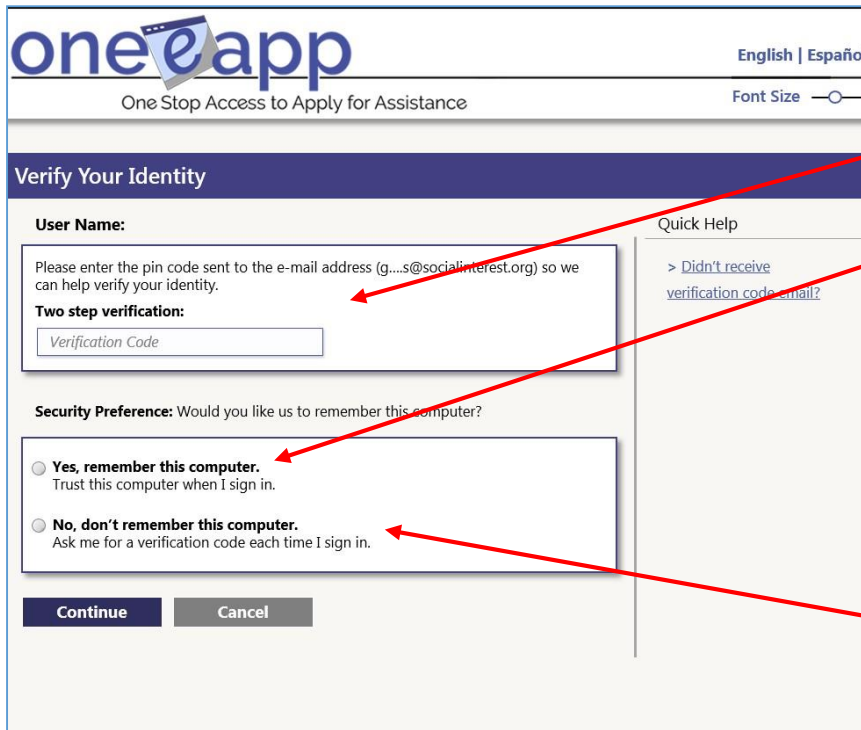 one e app
English | Españo
One Stop Access to Apply for Assistance
Font Size
Verify Your Identity
User Name:
Please enter the pin code sent to the e-mail address (g....s@socialinterest.org) so we
can help verify your identity.
Two step verification:
Verification Code
Quick Help
> Didn't receive
verification code email?
Security Preference: Would you like us to remember this computer?
Yes, remember this computer.
Trust this computer when I sign in.
No, don't remember this computer.
Ask me for a verification code each time I sign in.
Continue
Cancel